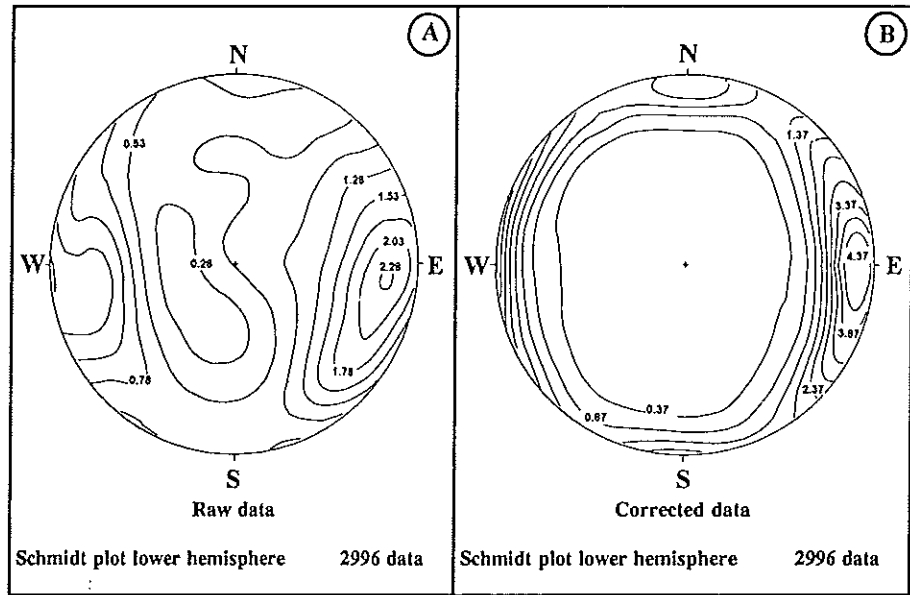 A
N
0.53
1.28
1.53
2.03
2.28
0.28
W
E
1.78
0.78
S
Raw data
Schmidt plot lower hemisphere 2996 data
B
N
1.37
3.37
4.37
W
E
3.87
2.37
0.87
0.37
S
Corrected data
Schmidt plot lower hemisphere 2996 data